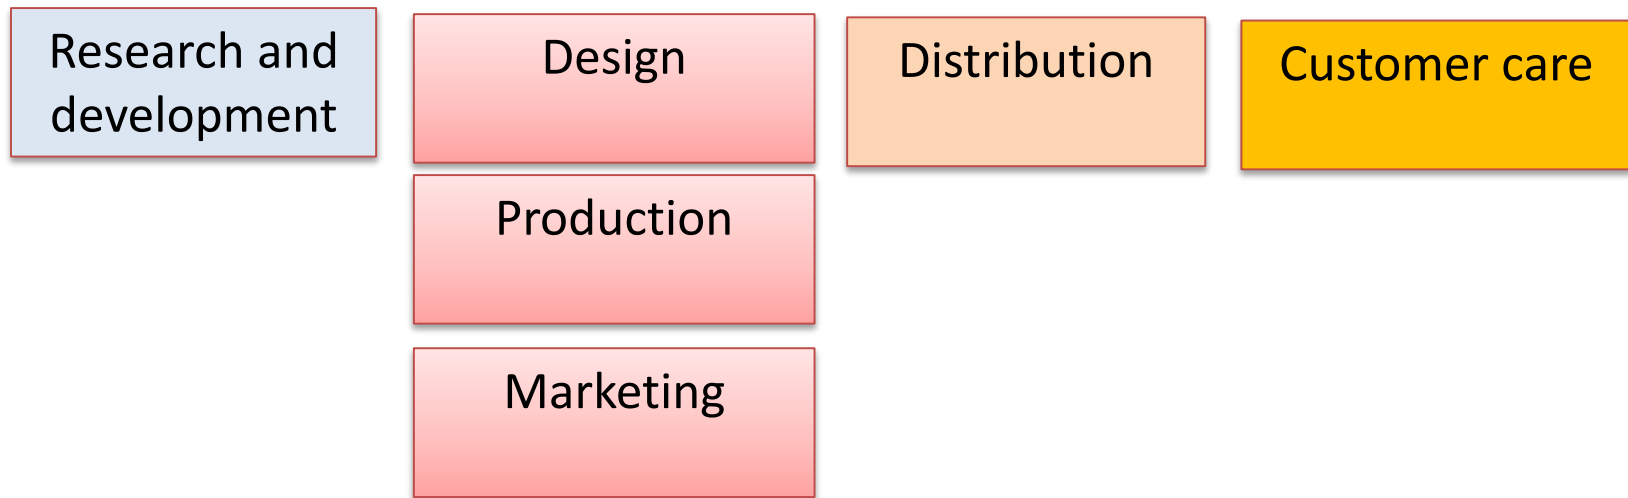 Research and
development
Design
Production
Marketing
Distribution
Customer care